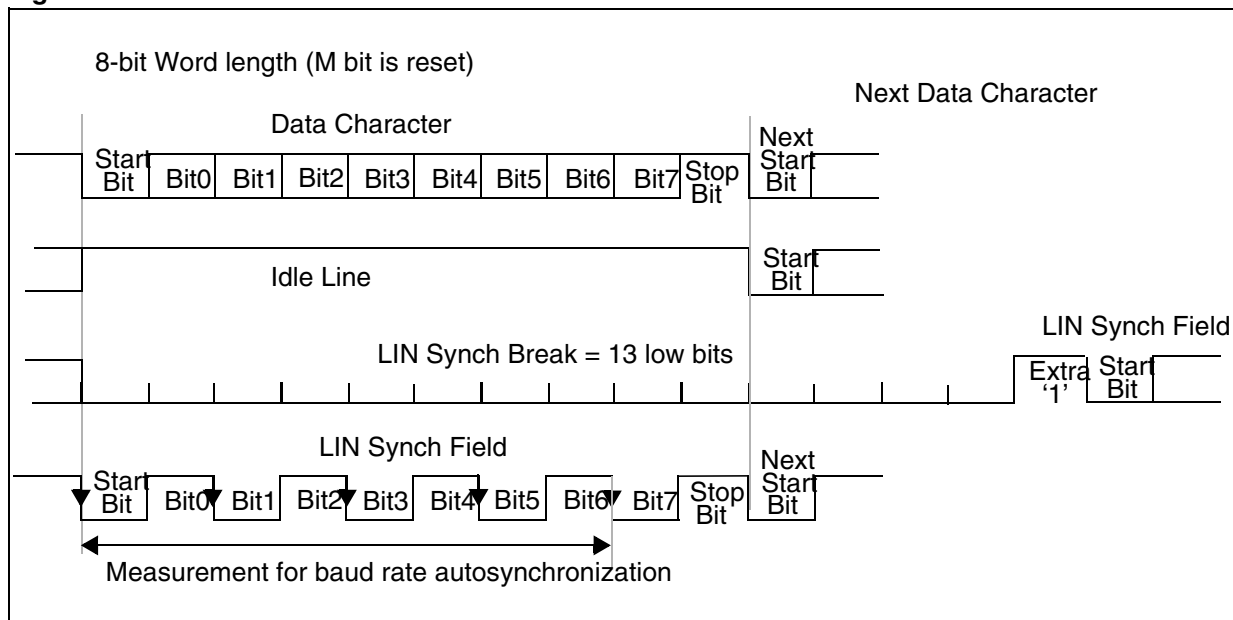 8-bit Word length (M bit is reset)
Next Data Character
Data Character
Start
Bit
Bit0
Bit1
Bit2
Bit3
Bit4
Bit5
Bit6
Bit7
Stop
Bit
Next
Start
Bit
Idle Line
Start
Bit
LIN Synch Field
LIN Synch Break = 13 low bits
Extra
‘1’
Start
Bit
LIN Synch Field
Start
Bit
Bit0
Bit1
Bit2
Bit3
Bit4
Bit5
Bit6
Bit7
Stop
Bit
Next
Start
Bit
Measurement for baud rate autosynchronization